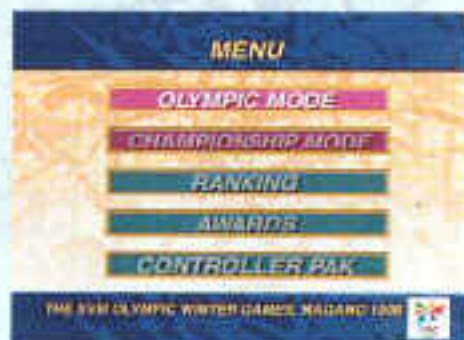 MENU
OLYMPIC MODE
CHAMPIONSHIP MODE
RANKING
AWARDS
CONTROLLER PAK
THE XVIII OLYMPIC WINTER GAMES, NAGANO 1998